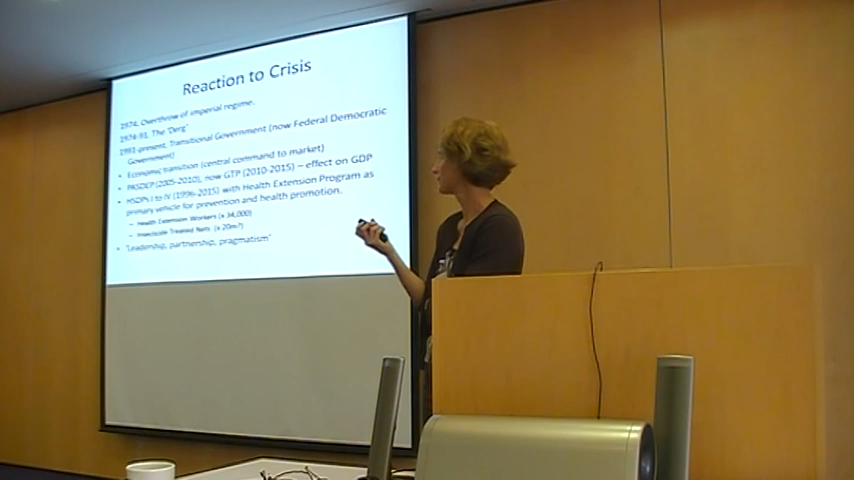 Reaction to Crisis
1974. Overthrow of imperial regime.
1974-91. The 'Derg'
1991-present. Transitional Government (now Federal Democratic
Government)
• Economic transition (central command to market)
• PASDEP (2005-2010), now GTP (2010-2015) – effect on GDP
• HSDPs I to IV (1996-2015) with Health Extension Program as
primary vehicle for prevention and health promotion.
– Health Extension Workers (x 34,000)
– Insecticide Treated Nets (x 20m?)
• 'Leadership, partnership, pragmatism'